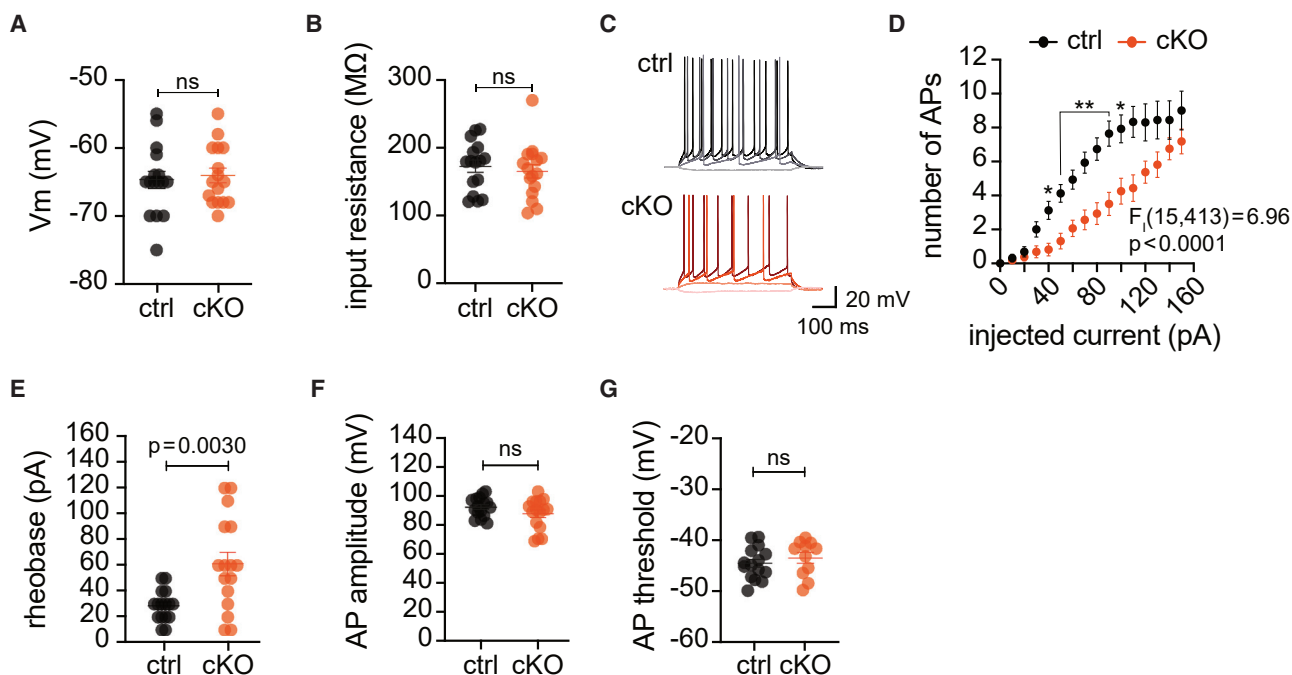 A
Vm (mV)
-50
-60
-70
-80
ns
ctrl
cKO
B
input resistance (MΩ)
300
200
100
0
ns
ctrl
cKO
C
ctrl
cKO
20 mV
100 ms
D
ctrl
cKO
number of APs
12
10
8
6
4
2
0
*
**
*
F_I(15,413)=6.96
p<0.0001
0
40
80
120
160
injected current (pA)
E
rheobase (pA)
160
140
120
100
80
60
40
20
0
p=0.0030
ctrl
cKO
F
AP amplitude (mV)
140
120
100
80
60
40
20
0
ns
ctrl
cKO
G
AP threshold (mV)
-20
-30
-40
-50
-60
ns
ctrl
cKO